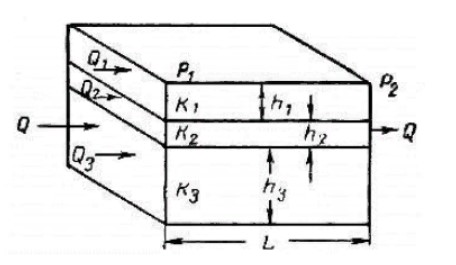 Q₁ P₁ P₂
Q₂ K₁ h₁
Q K₂ h₂ Q
Q₃ K₃ h₃
L